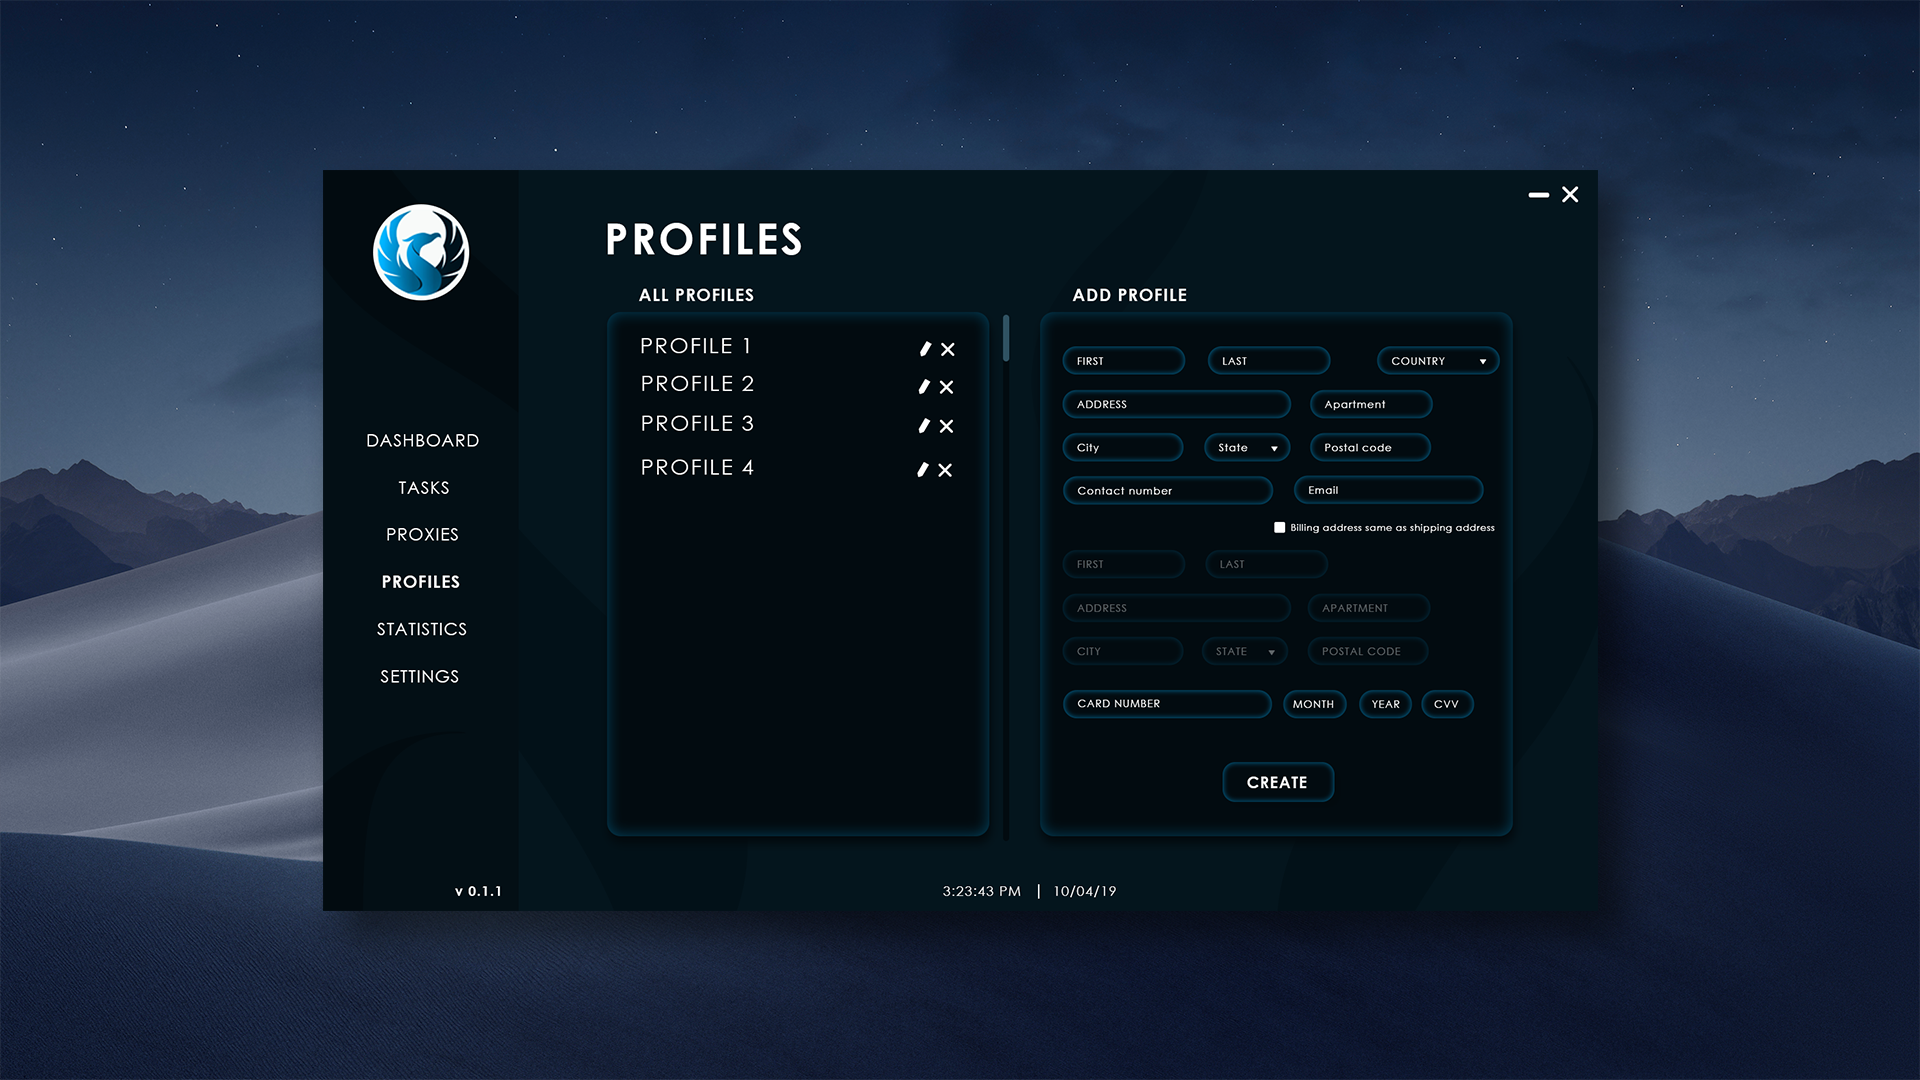 PROFILES
ALL PROFILES
ADD PROFILE
PROFILE 1
PROFILE 2
PROFILE 3
PROFILE 4
FIRST LAST COUNTRY
ADDRESS Apartment
City State Postal code
Contact number Email
Billing address same as shipping address
FIRST LAST
ADDRESS APARTMENT
CITY STATE POSTAL CODE
CARD NUMBER MONTH YEAR CVV
CREATE
DASHBOARD
TASKS
PROXIES
PROFILES
STATISTICS
SETTINGS
v 0.1.1
3:23:43 PM | 10/04/19